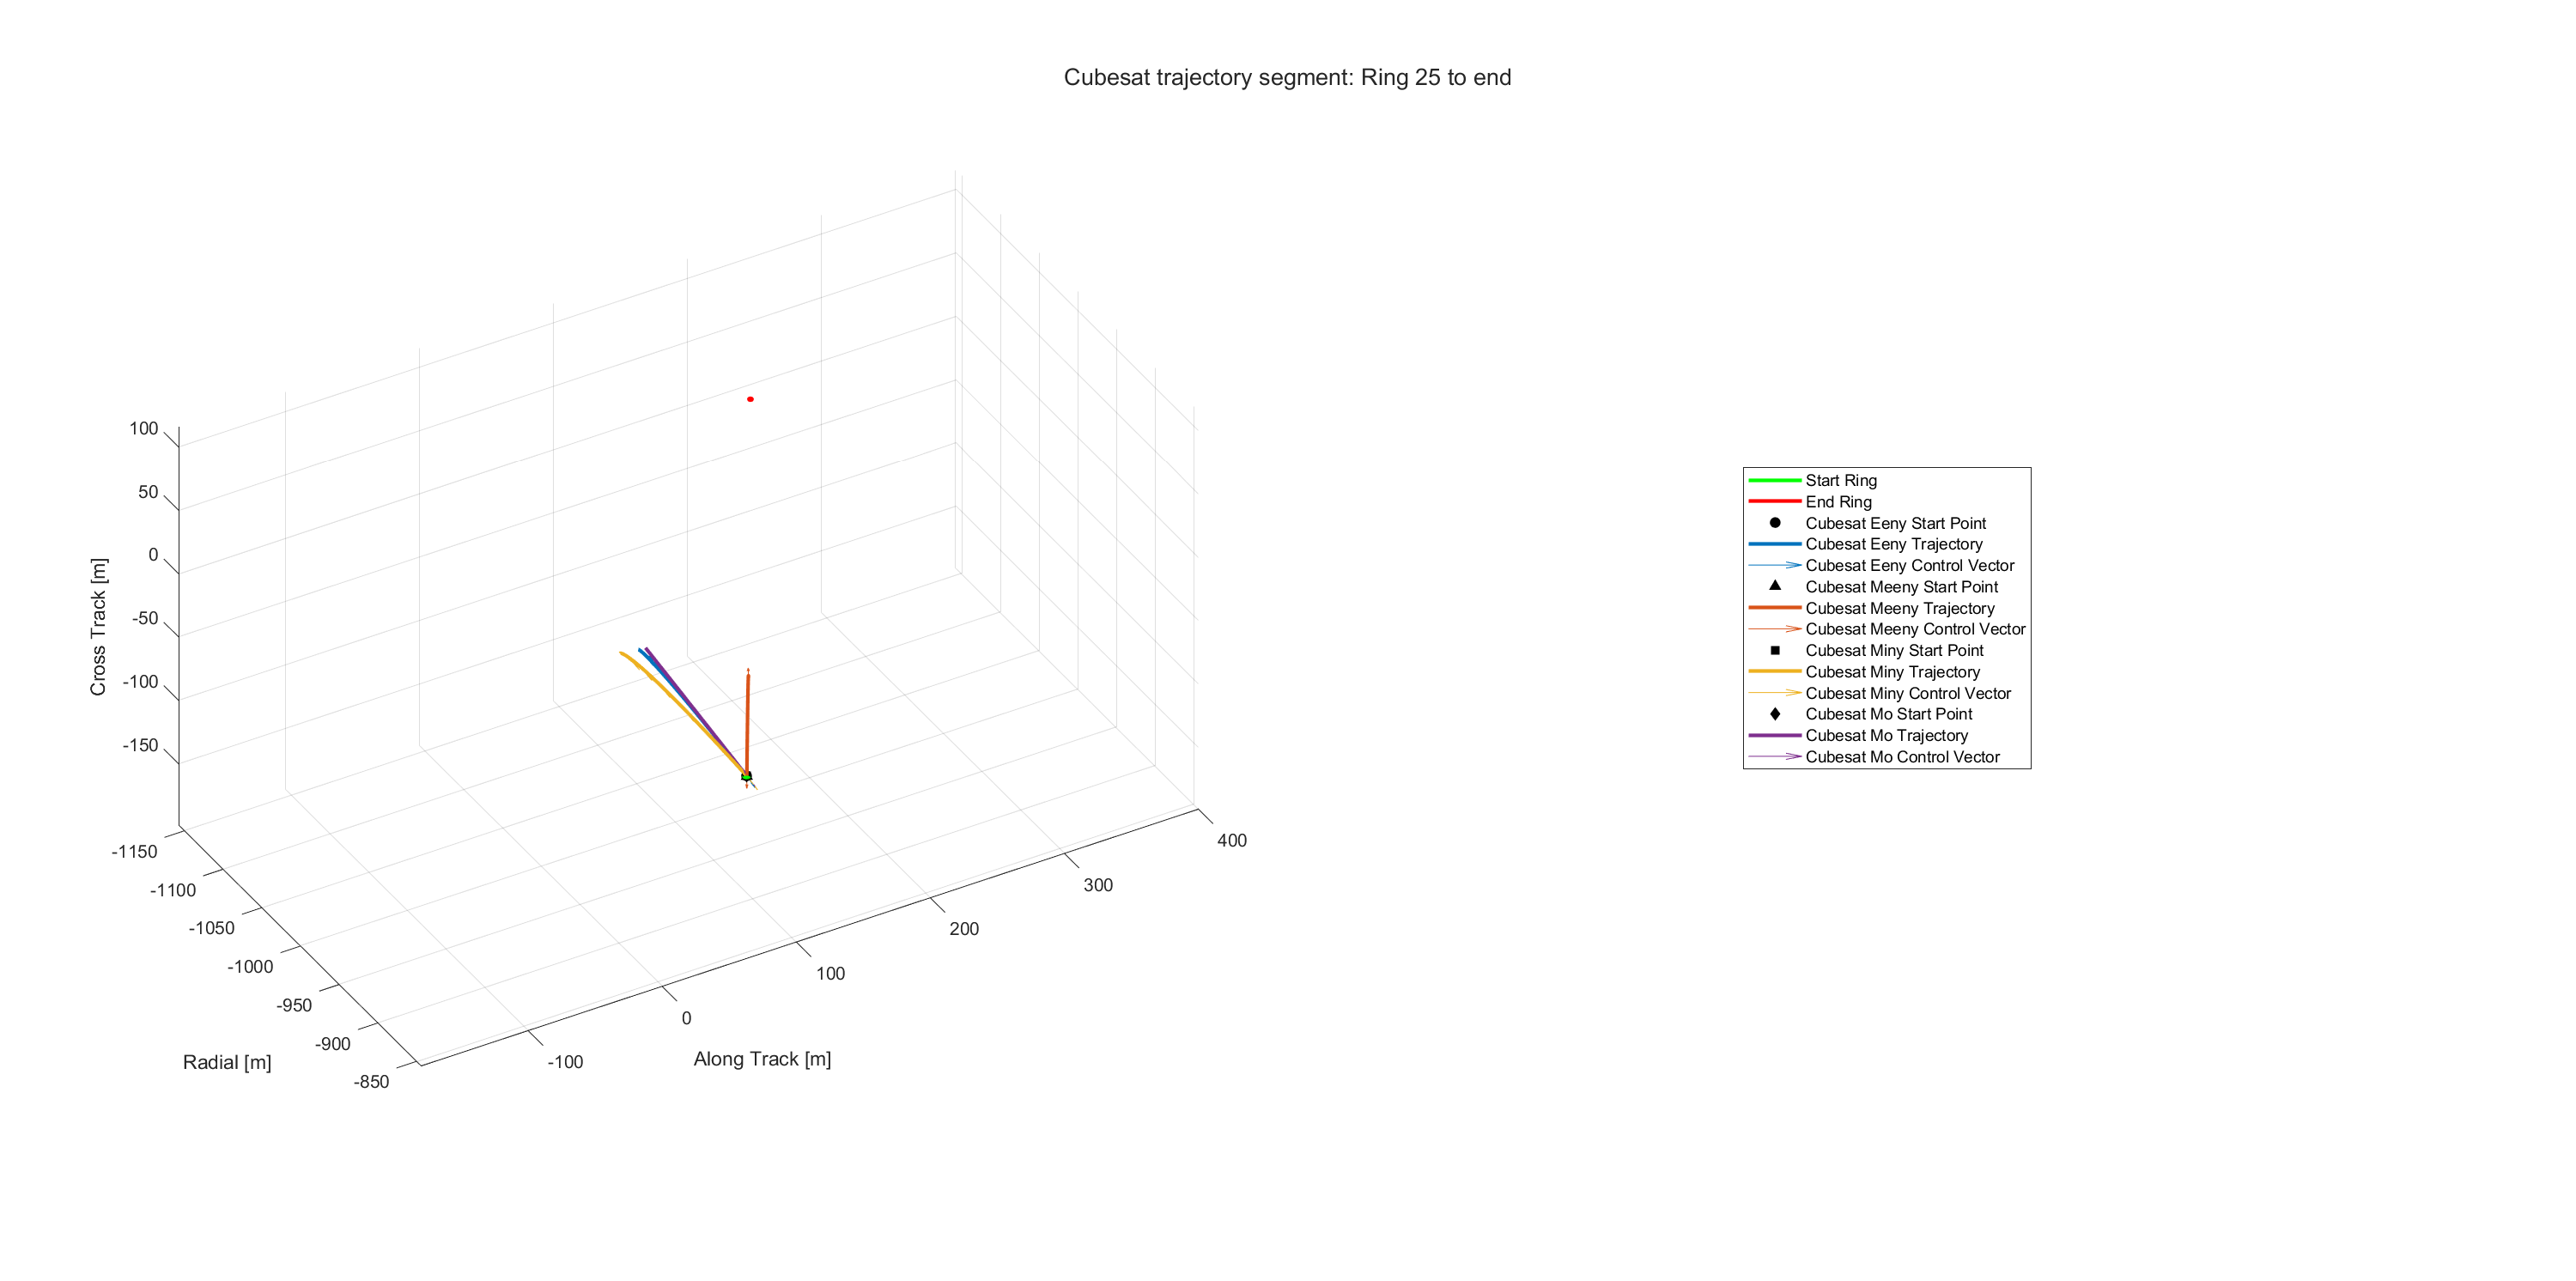 Cubesat trajectory segment: Ring 25 to end
100
50
0
-50
-100
-150
Cross Track [m]
-1150
-1100
-1050
-1000
-950
-900
-850
Radial [m]
-100
0
100
200
300
400
Along Track [m]
Start Ring
End Ring
Cubesat Eeny Start Point
Cubesat Eeny Trajectory
Cubesat Eeny Control Vector
Cubesat Meeny Start Point
Cubesat Meeny Trajectory
Cubesat Meeny Control Vector
Cubesat Miny Start Point
Cubesat Miny Trajectory
Cubesat Miny Control Vector
Cubesat Mo Start Point
Cubesat Mo Trajectory
Cubesat Mo Control Vector